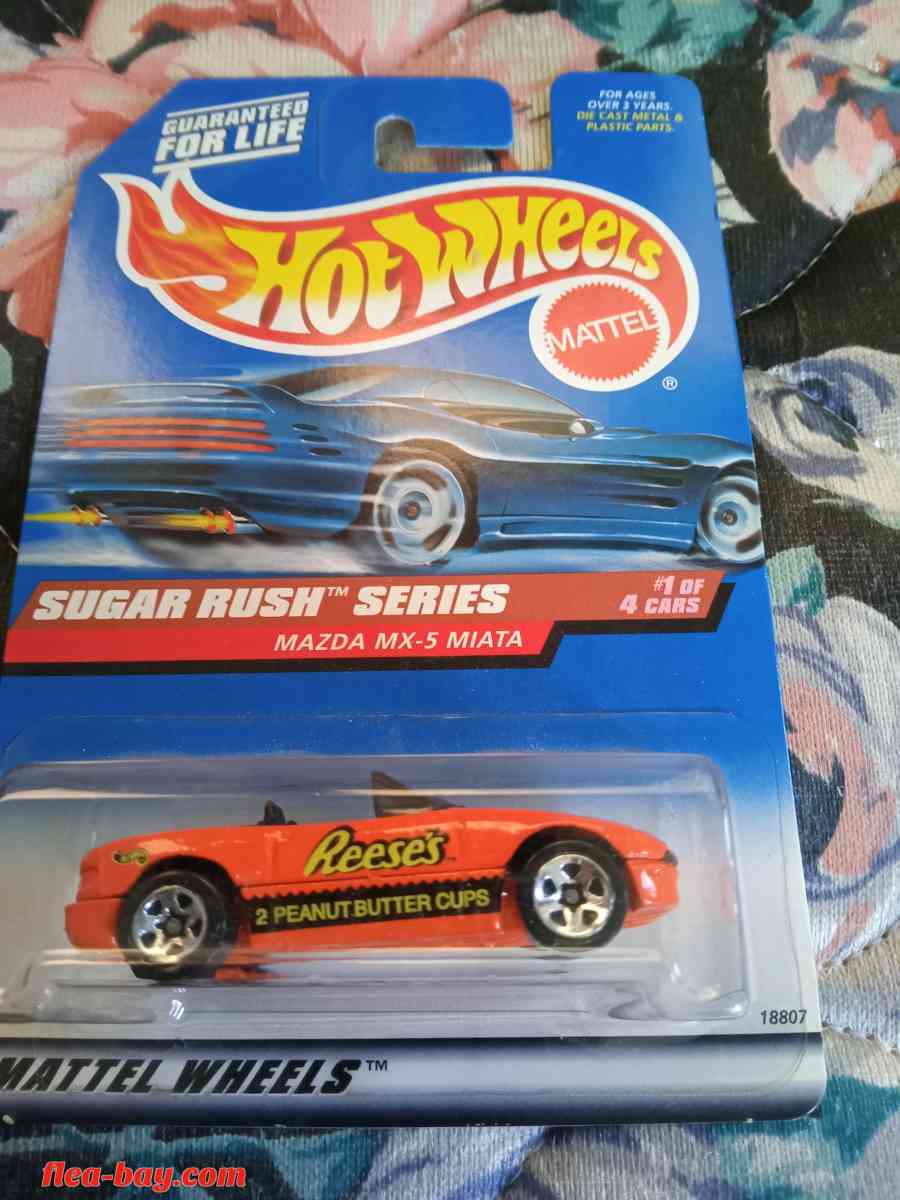 GUARANTEED
FOR LIFE
FOR AGES
OVER 3 YEARS.
DIE CAST METAL &
PLASTIC PARTS.
HOT WHEELS
MATTEL
®
SUGAR RUSH™ SERIES
#1 OF
4 CARS
MAZDA MX-5 MIATA
Reese's
2 PEANUT BUTTER CUPS
18807
MATTEL WHEELS™
flea-bay.com